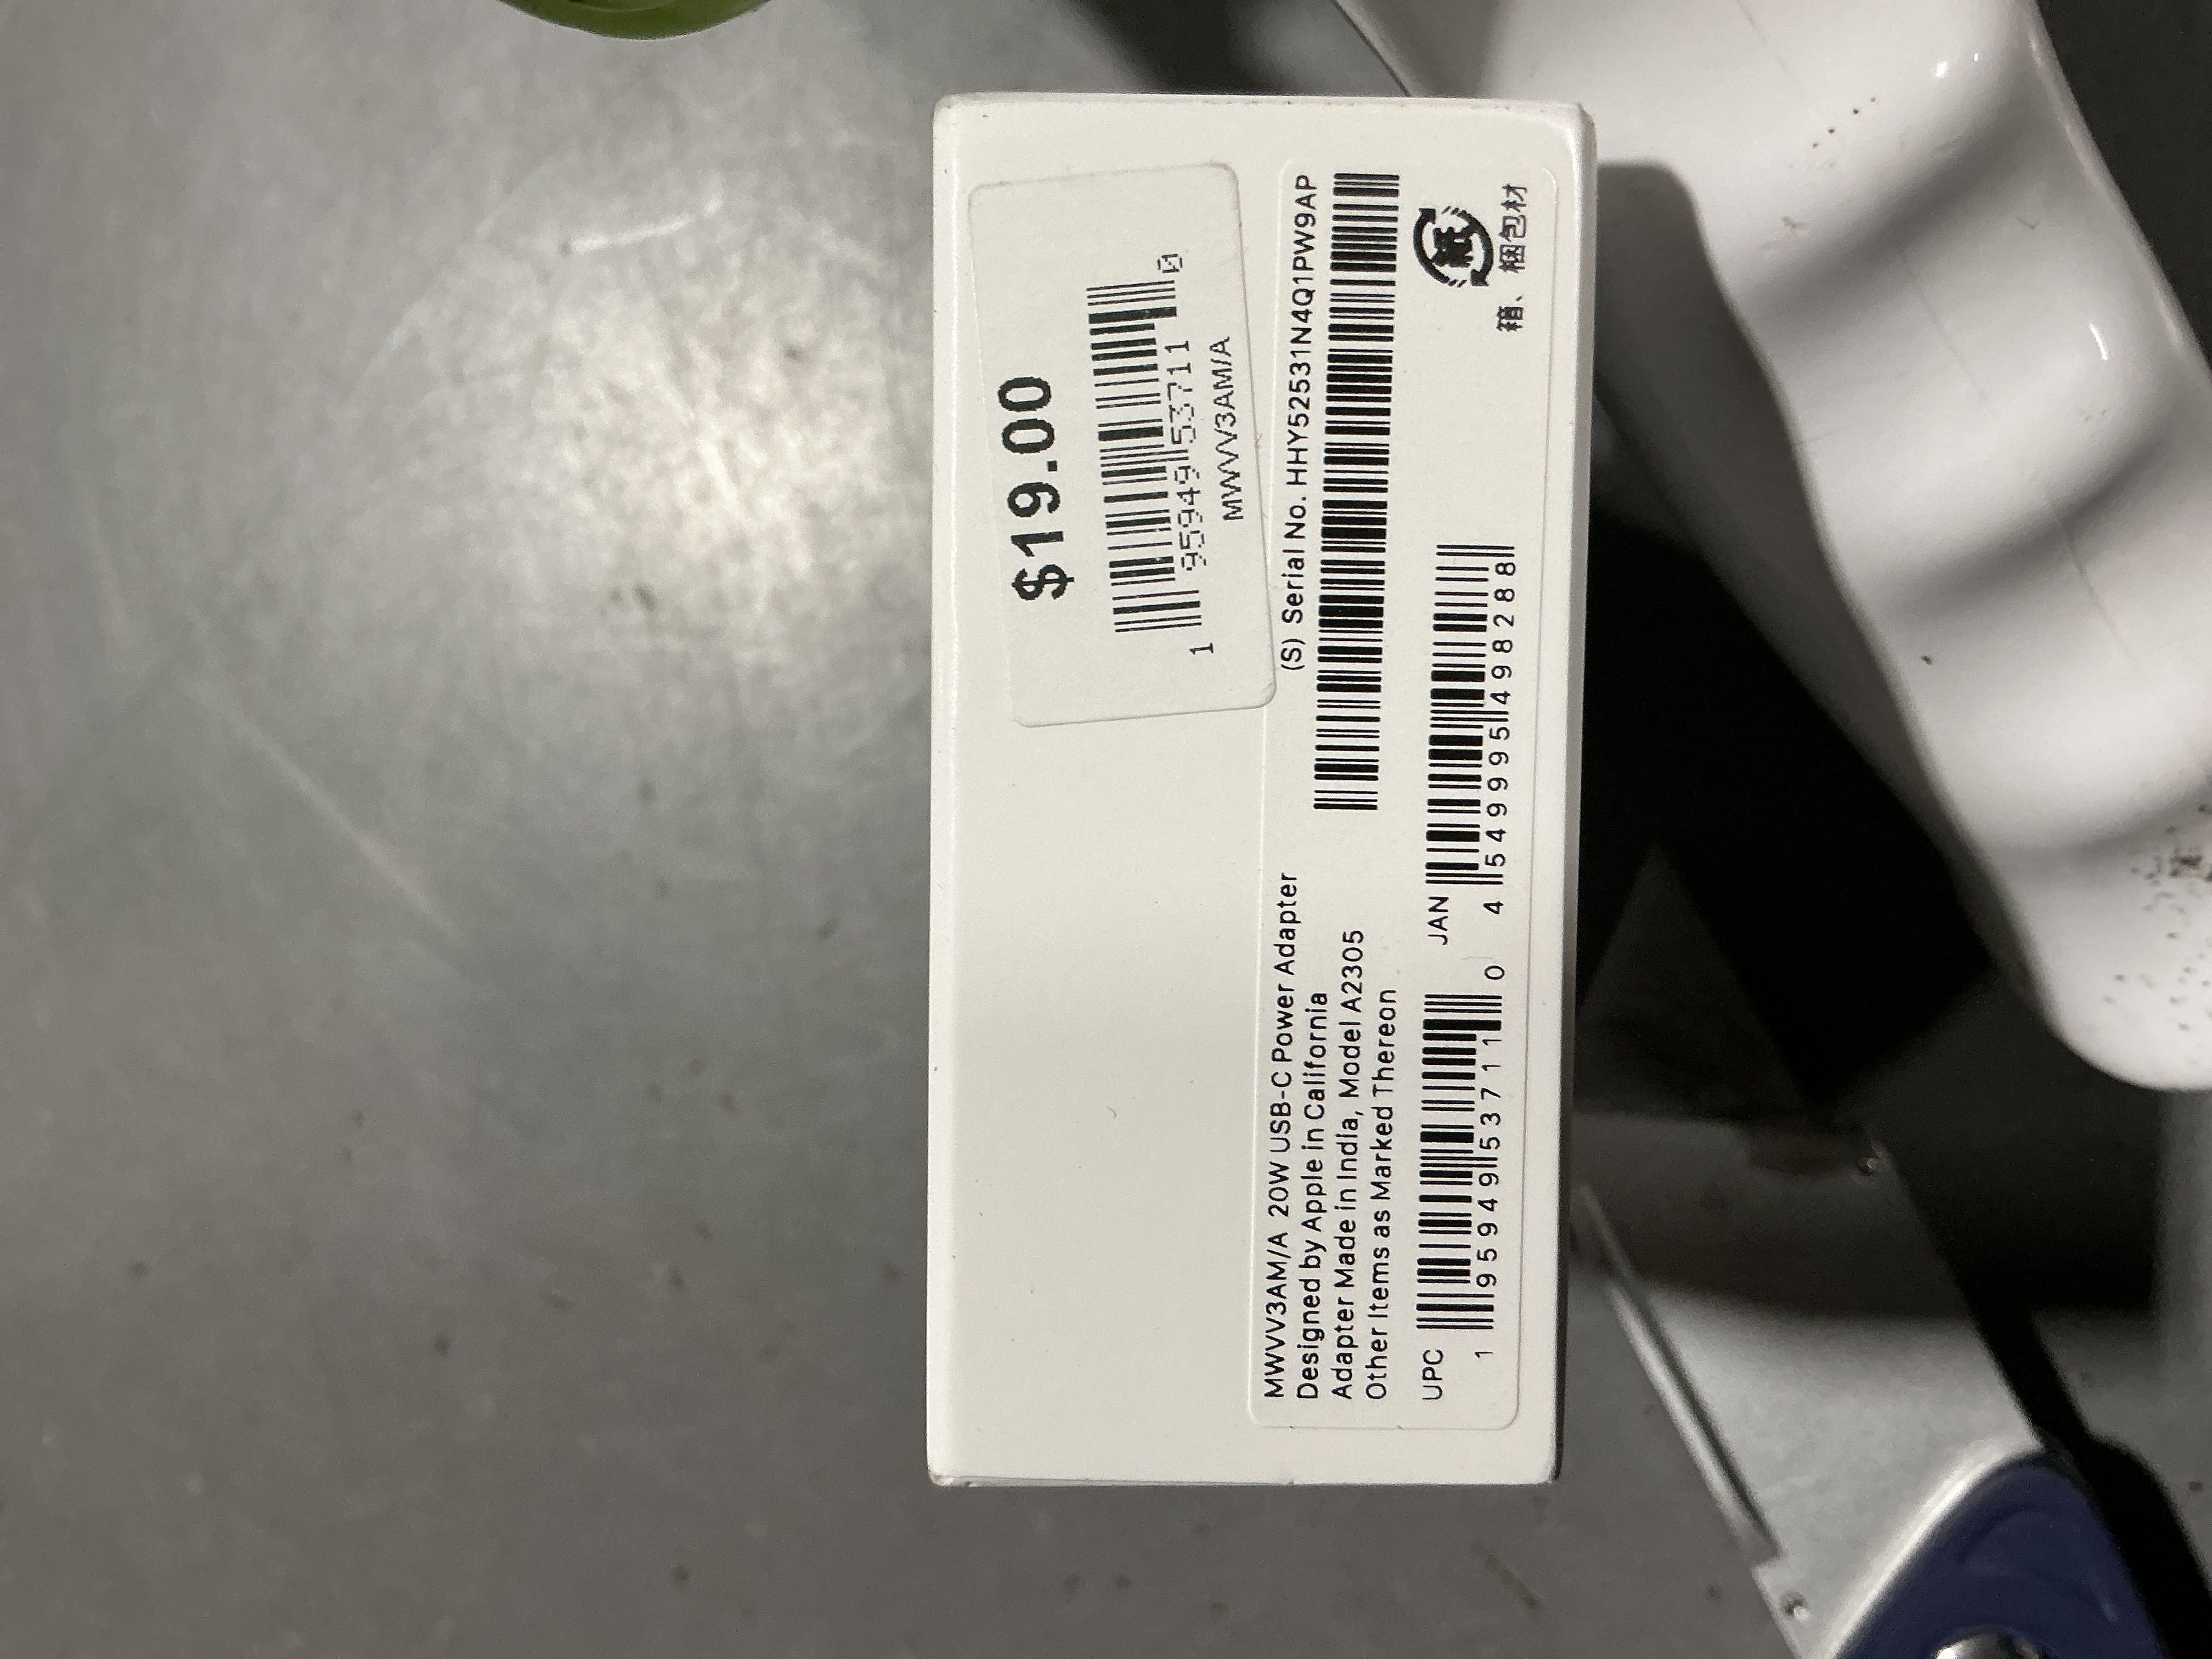 $19.00
1 95949 53711 0
MWVV3AM/A
(S) Serial No. HHY52531N4Q1PW9AP
MWVV3AM/A 20W USB-C Power Adapter
Designed by Apple in California
Adapter Made in India, Model A2305
Other Items as Marked Thereon
UPC
1 95949 53711 0
JAN
4 549995 498288
紙
箱、梱包材